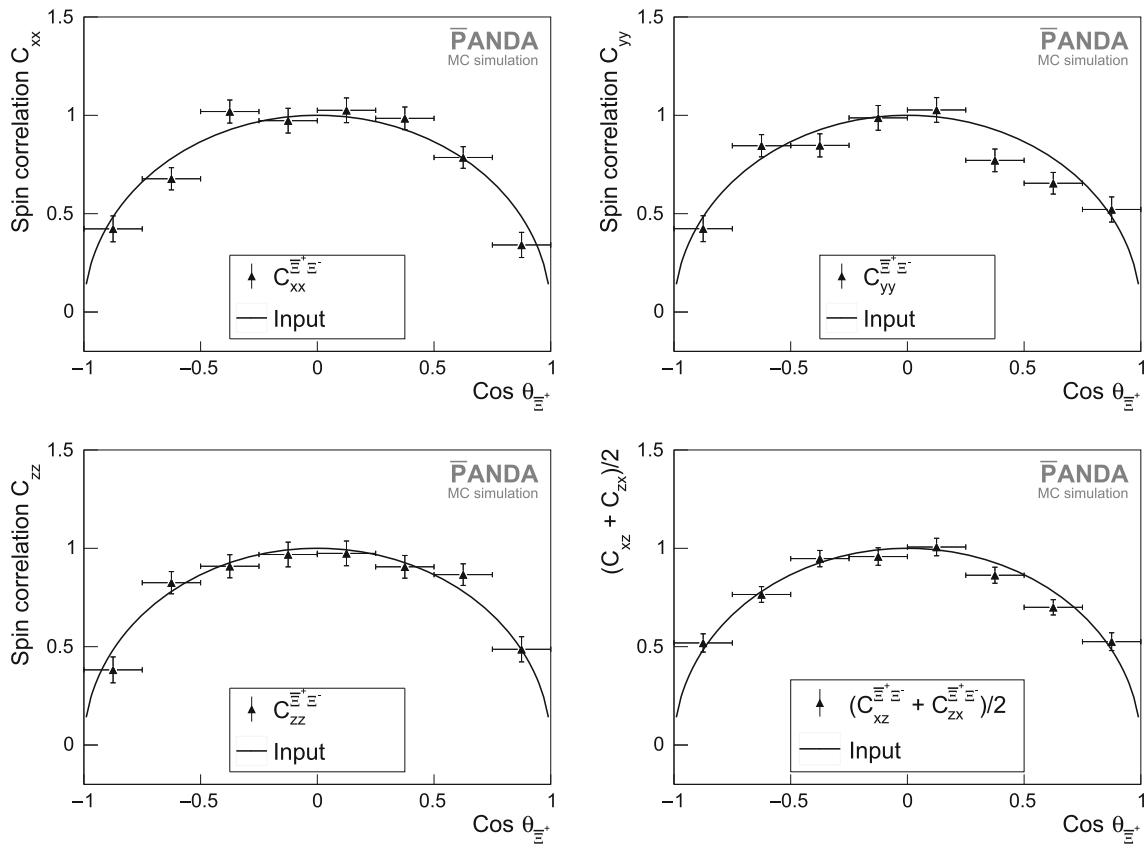 Spin correlation C_xx
1.5
1
0.5
0
P̅ANDA
MC simulation
C_xx^Ξ̅⁺Ξ⁻
Input
−1 −0.5 0 0.5 1
Cos θ_Ξ̅⁺
Spin correlation C_yy
1.5
1
0.5
0
P̅ANDA
MC simulation
C_yy^Ξ̅⁺Ξ⁻
Input
−1 −0.5 0 0.5 1
Cos θ_Ξ̅⁺
Spin correlation C_zz
1.5
1
0.5
0
P̅ANDA
MC simulation
C_zz^Ξ̅⁺Ξ⁻
Input
−1 −0.5 0 0.5 1
Cos θ_Ξ̅⁺
(C_xz + C_zx)/2
1.5
1
0.5
0
P̅ANDA
MC simulation
(C_xz^Ξ̅⁺Ξ⁻ + C_zx^Ξ̅⁺Ξ⁻)/2
Input
−1 −0.5 0 0.5 1
Cos θ_Ξ̅⁺